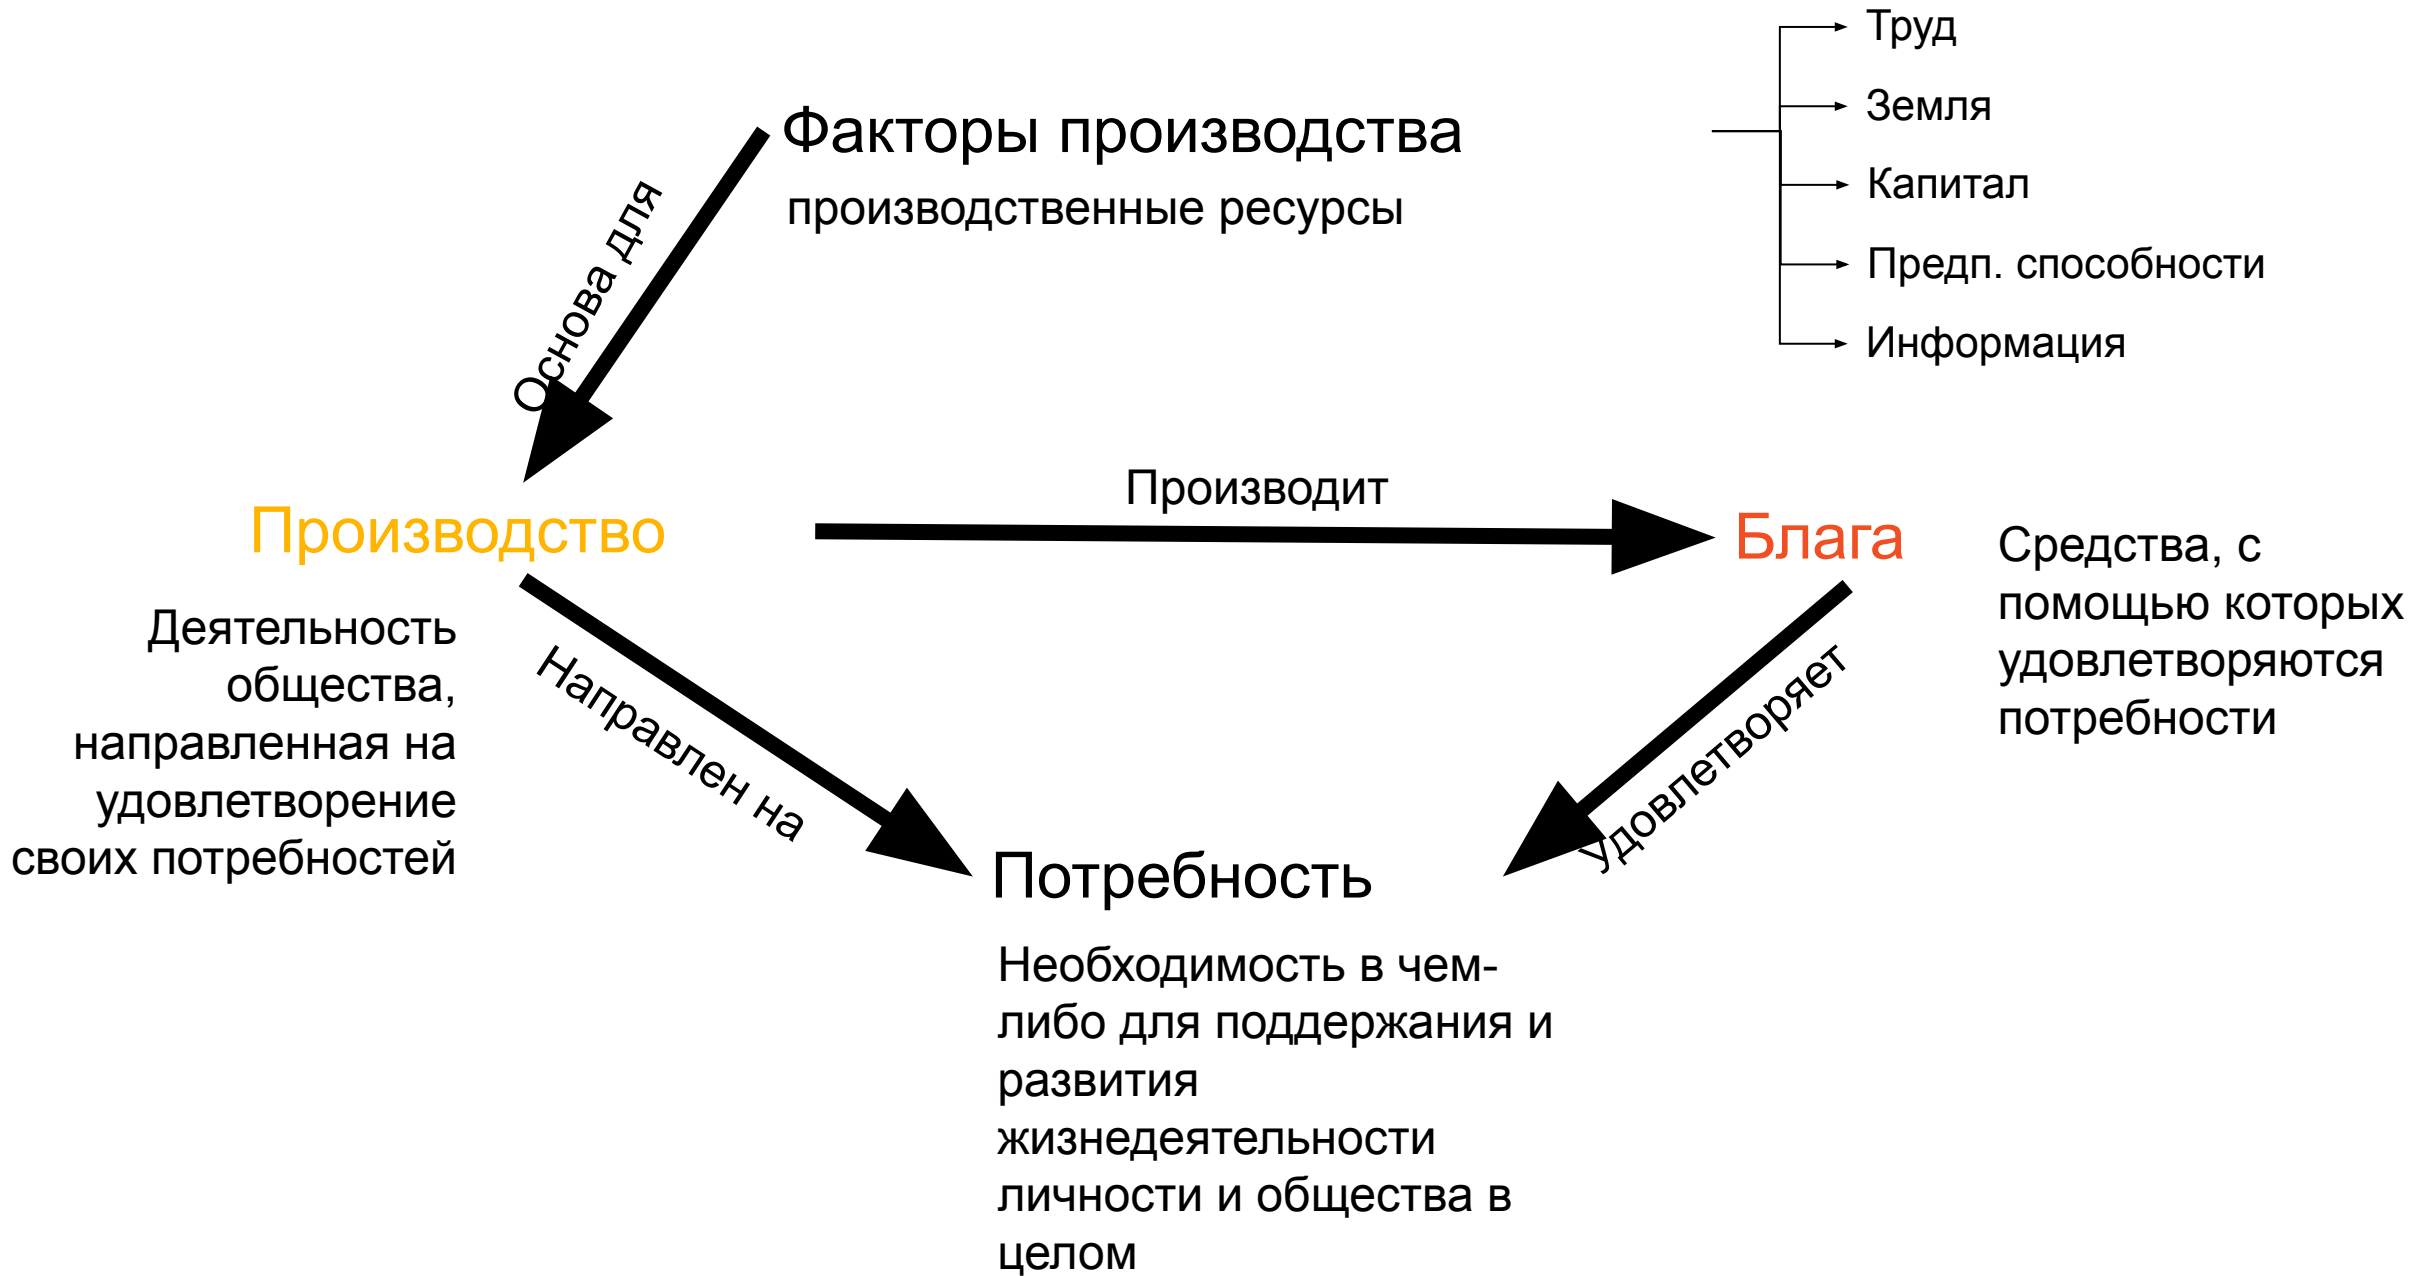 Труд
Земля
Капитал
Предп. способности
Информация
Факторы производства
производственные ресурсы
Основа для
Производит
Производство
Деятельность
общества,
направленная на
удовлетворение
своих потребностей
Благa
Средства, с
помощью которых
удовлетворяются
потребности
Направлен на
Удовлетворяет
Потребность
Необходимость в чем-
либо для поддержания и
развития
жизнедеятельности
личности и общества в
целом